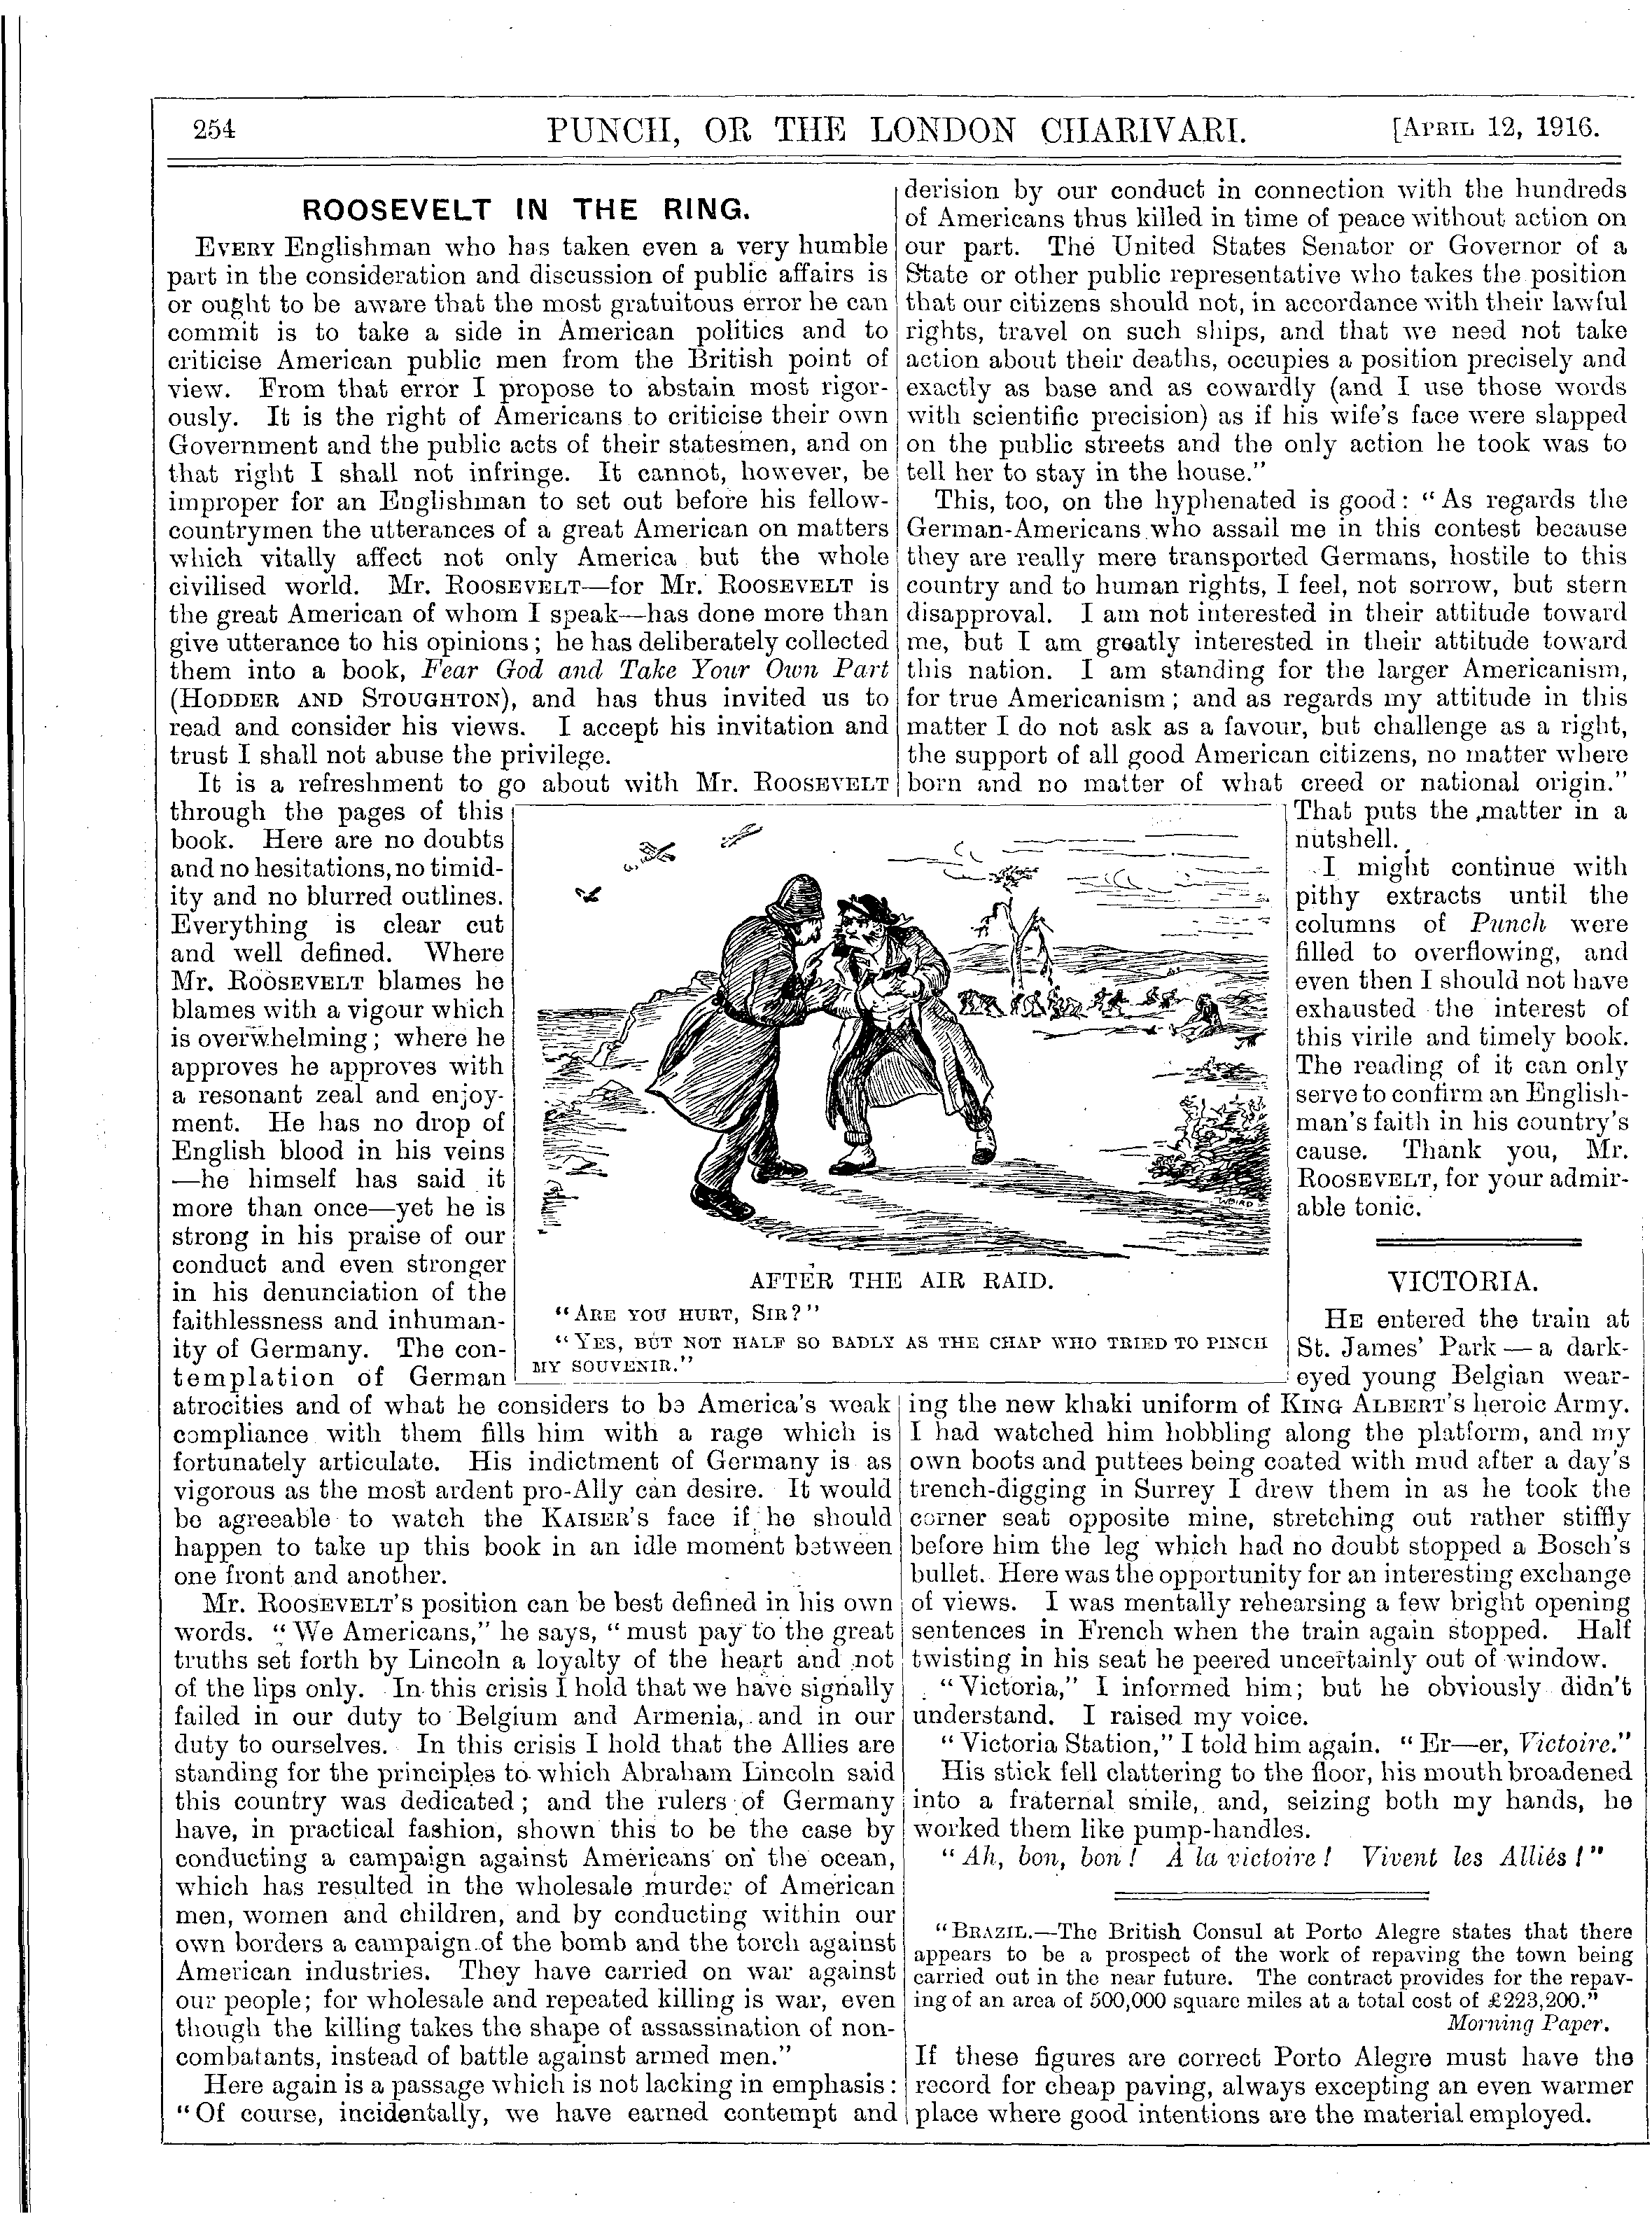 254
PUNCH, OR THE LONDON CHARIVARI.
[APRIL 12, 1916.
ROOSEVELT IN THE RING.
EVERY Englishman who has taken even a very humble
part in the consideration and discussion of public affairs is
or ought to be aware that the most gratuitous error he can
commit is to take a side in American politics and to
criticise American public men from the British point of
view. From that error I propose to abstain most rigor-
ously. It is the right of Americans to criticise their own
Government and the public acts of their statesmen, and on
that right I shall not infringe. It cannot, however, be
improper for an Englishman to set out before his fellow-
countrymen the utterances of a great American on matters
which vitally affect not only America but the whole
civilised world. Mr. ROOSEVELT—for Mr. ROOSEVELT is
the great American of whom I speak—has done more than
give utterance to his opinions; he has deliberately collected
them into a book, Fear God and Take Your Own Part
(HODDER AND STOUGHTON), and has thus invited us to
read and consider his views. I accept his invitation and
trust I shall not abuse the privilege.
It is a refreshment to go about with Mr. ROOSEVELT
through the pages of this
book. Here are no doubts
and no hesitations, no timid-
ity and no blurred outlines.
Everything is clear cut
and well defined. Where
Mr. ROOSEVELT blames he
blames with a vigour which
is overwhelming; where he
approves he approves with
a resonant zeal and enjoy-
ment. He has no drop of
English blood in his veins
—he himself has said it
more than once—yet he is
strong in his praise of our
conduct and even stronger
in his denunciation of the
faithlessness and inhuman-
ity of Germany. The con-
templation of German
atrocities and of what he considers to be America's weak
compliance with them fills him with a rage which is
fortunately articulate. His indictment of Germany is as
vigorous as the most ardent pro-Ally can desire. It would
be agreeable to watch the KAISER'S face if he should
happen to take up this book in an idle moment between
one front and another.
Mr. ROOSEVELT'S position can be best defined in his own
words. "We Americans," he says, "must pay to the great
truths set forth by Lincoln a loyalty of the heart and not
of the lips only. In this crisis I hold that we have signally
failed in our duty to Belgium and Armenia, and in our
duty to ourselves. In this crisis I hold that the Allies are
standing for the principles to which Abraham Lincoln said
this country was dedicated; and the rulers of Germany
have, in practical fashion, shown this to be the case by
conducting a campaign against Americans on the ocean,
which has resulted in the wholesale murder of American
men, women and children, and by conducting within our
own borders a campaign of the bomb and the torch against
American industries. They have carried on war against
our people; for wholesale and repeated killing is war, even
though the killing takes the shape of assassination of non-
combatants, instead of battle against armed men."
Here again is a passage which is not lacking in emphasis:
"Of course, incidentally, we have earned contempt and
derision by our conduct in connection with the hundreds
of Americans thus killed in time of peace without action on
our part. The United States Senator or Governor of a
State or other public representative who takes the position
that our citizens should not, in accordance with their lawful
rights, travel on such ships, and that we need not take
action about their deaths, occupies a position precisely and
exactly as base and as cowardly (and I use those words
with scientific precision) as if his wife's face were slapped
on the public streets and the only action he took was to
tell her to stay in the house."
This, too, on the hyphenated is good: "As regards the
German-Americans who assail me in this contest because
they are really mere transported Germans, hostile to this
country and to human rights, I feel, not sorrow, but stern
disapproval. I am not interested in their attitude toward
me, but I am greatly interested in their attitude toward
this nation. I am standing for the larger Americanism,
for true Americanism; and as regards my attitude in this
matter I do not ask as a favour, but challenge as a right,
the support of all good American citizens, no matter where
born and no matter of what creed or national origin."
That puts the matter in a
nutshell.
I might continue with
pithy extracts until the
columns of Punch were
filled to overflowing, and
even then I should not have
exhausted the interest of
this virile and timely book.
The reading of it can only
serve to confirm an English-
man's faith in his country's
cause. Thank you, Mr.
ROOSEVELT, for your admir-
able tonic.
W BIRD
AFTER THE AIR RAID.
"ARE YOU HURT, SIR?"
"YES, BUT NOT HALF SO BADLY AS THE CHAP WHO TRIED TO PINCH
MY SOUVENIR."
VICTORIA.
HE entered the train at
St. James' Park—a dark-
eyed young Belgian wear-
ing the new khaki uniform of KING ALBERT'S heroic Army.
I had watched him hobbling along the platform, and my
own boots and puttees being coated with mud after a day's
trench-digging in Surrey I drew them in as he took the
corner seat opposite mine, stretching out rather stiffly
before him the leg which had no doubt stopped a Bosch's
bullet. Here was the opportunity for an interesting exchange
of views. I was mentally rehearsing a few bright opening
sentences in French when the train again stopped. Half
twisting in his seat he peered uncertainly out of window.
"Victoria," I informed him; but he obviously didn't
understand. I raised my voice.
"Victoria Station," I told him again. "Er—er, Victoire."
His stick fell clattering to the floor, his mouth broadened
into a fraternal smile, and, seizing both my hands, he
worked them like pump-handles.
"Ah, bon, bon! A la victoire! Vivent les Alliés!"
"BRAZIL.—The British Consul at Porto Alegre states that there
appears to be a prospect of the work of repaving the town being
carried out in the near future. The contract provides for the repav-
ing of an area of 500,000 square miles at a total cost of £223,200."
Morning Paper.
If these figures are correct Porto Alegre must have the
record for cheap paving, always excepting an even warmer
place where good intentions are the material employed.